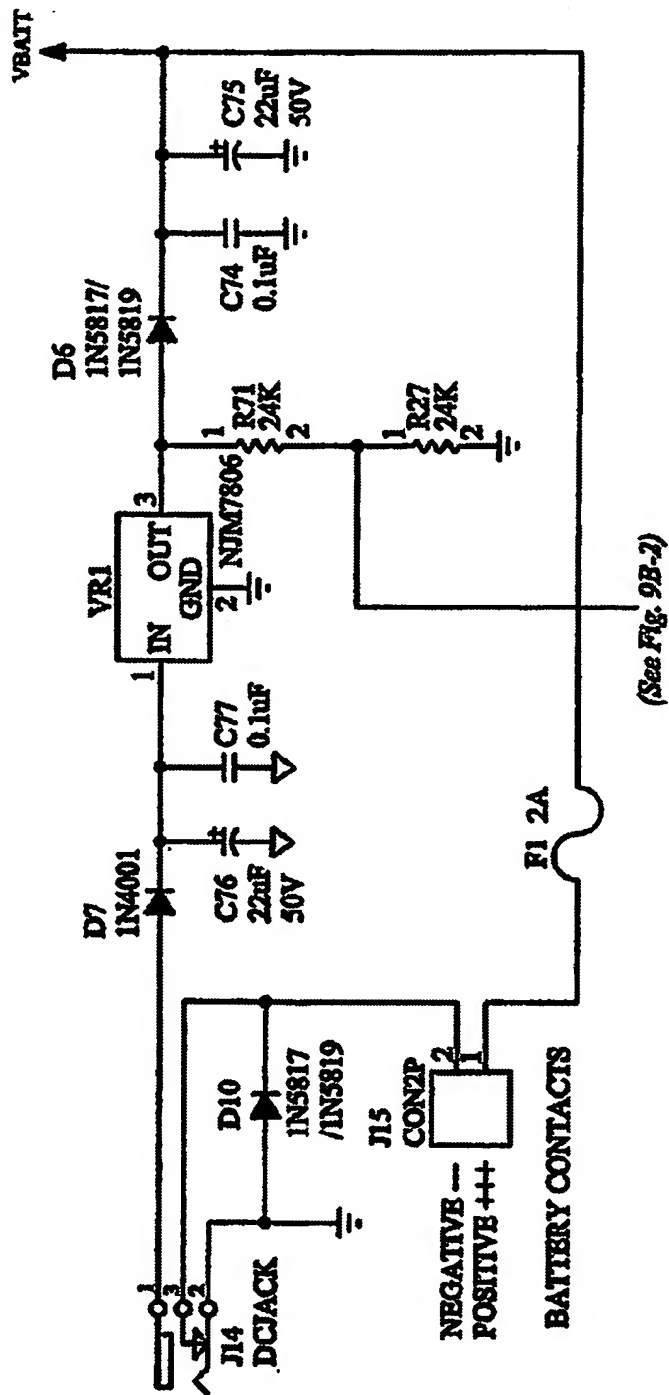 VBATT
D6
1N5817/
1N5819
C74
0.1uF
C75
22uF
50V
VR1
IN
OUT
GND
1
3
2
NJM7806
1
R71
24K
2
1
R27
24K
2
(See Fig. 9B-2)
D7
1N4001
C76
22uF
50V
C77
0.1uF
F1 2A
1
3
2
J14
DCJACK
D10
1N5817
/1N5819
J15
CON2P
2
1
NEGATIVE —
POSITIVE +++
BATTERY CONTACTS